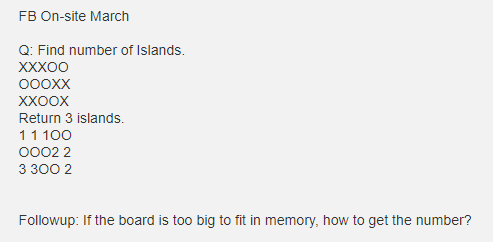 FB On-site March
Q: Find number of Islands.
XXXOO
OOOXX
XXOOX
Return 3 islands.
1 1 1OO
OOO2 2
3 3OO 2
Followup: If the board is too big to fit in memory, how to get the number?